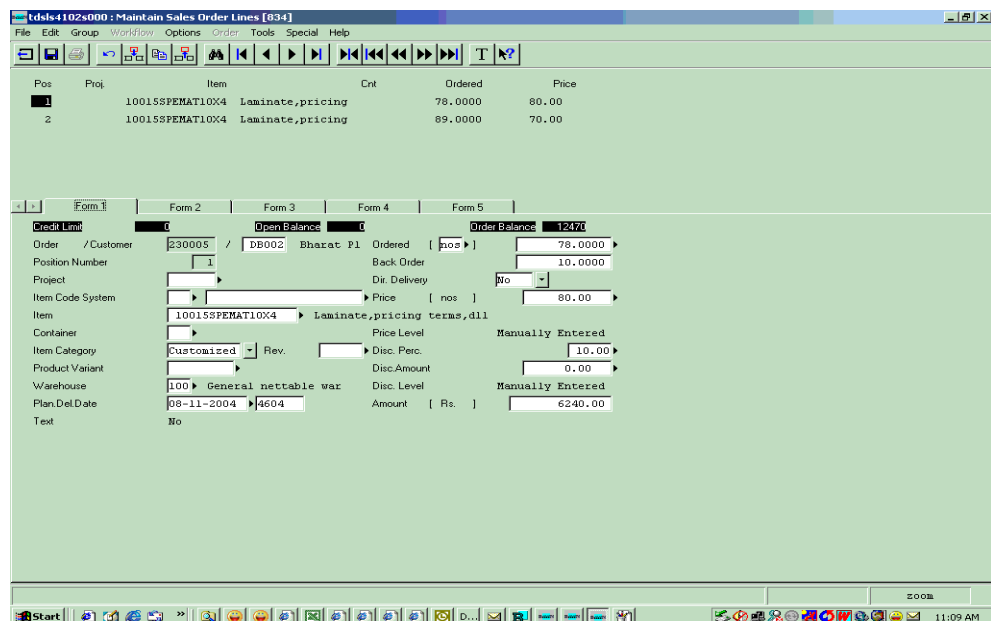 tdsls4102s000 : Maintain Sales Order Lines [834]
File Edit Group Workflow Options Order Tools Special Help
T
Pos Proj. Item Cnt Ordered Price
1 10015SPEMAT10X4 Laminate,pricing 78.0000 80.00
2 10015SPEMAT10X4 Laminate,pricing 89.0000 70.00
Form 1 Form 2 Form 3 Form 4 Form 5
Credit Limit 0 Open Balance 0 Order Balance 12470
Order /Customer 230005 / DB002 Bharat Pl Ordered [ nos ] 78.0000
Position Number 1 Back Order 10.0000
Project Dir. Delivery No
Item Code System Price [ nos ] 80.00
Item 10015SPEMAT10X4 Laminate,pricing terms,dll
Container Price Level Manually Entered
Item Category Customized Rev. Disc. Perc. 10.00
Product Variant Disc.Amount 0.00
Warehouse 100 General nettable war Disc. Level Manually Entered
Plan.Del.Date 08-11-2004 4604 Amount [ Rs. ] 6240.00
Text No
zoom
Start » D... 11:09 AM